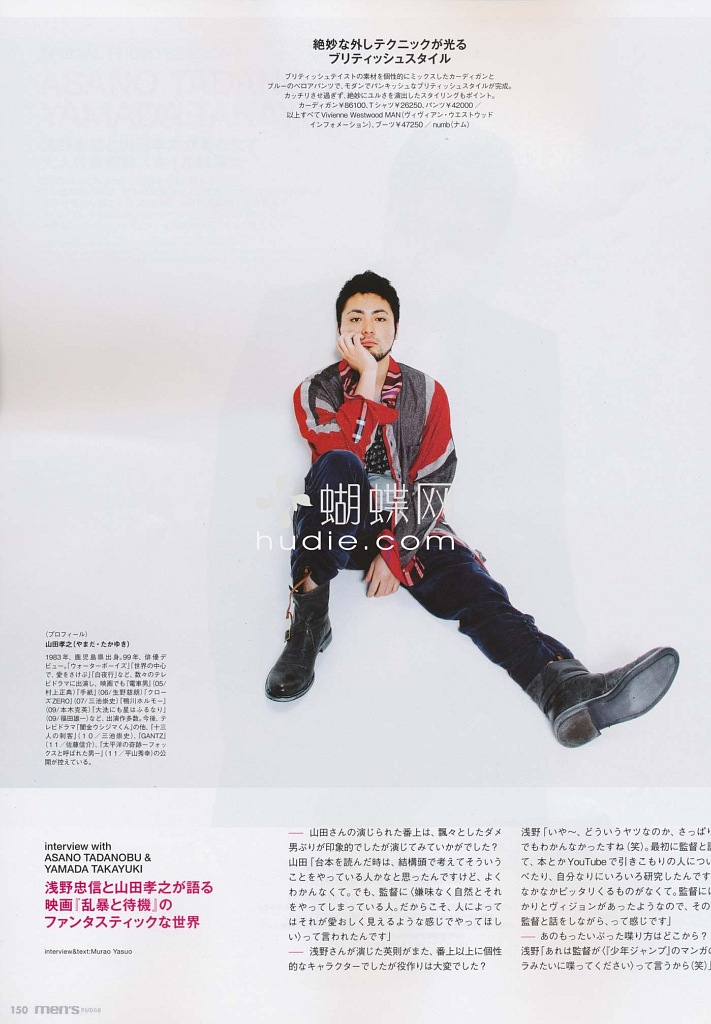 絶妙な外しテクニックが光る
ブリティッシュスタイル
ブリティッシュテイストの素材を個性的にミックスしたカーディガンと
ブルーのベロアパンツで、モダンでパンキッシュなブリティッシュスタイルが完成。
カッチリさせ過ぎず、絶妙にユルさを演出したスタイリングもポイント。
カーディガン¥86100、Tシャツ¥26250、パンツ¥42000／
以上すべてVivienne Westwood MAN（ヴィヴィアン・ウエストウッド
インフォメーション）、ブーツ¥47250／numb（ナム）
蝴蝶网
hudie.com
〈プロフィール〉
山田孝之（やまだ・たかゆき）
1983年、鹿児島県出身。99年、俳優デ
ビュー。『ウォーターボーイズ』『世界の中心
で、愛をさけぶ』『白夜行』など、数々のテレ
ビドラマに出演し、映画でも『電車男』（05/
村上正典）『手紙』（06/生野慈朗）『クロー
ズZERO』（07/三池崇史）『鴨川ホルモー』
（09/本木克英）『大洗にも星はふるなり』
（09/福田雄一）など、出演作多数。今後、テ
レビドラマ『闇金ウシジマくん』の他、『十三
人の刺客』（10/三池崇史）、『GANTZ』
（11/佐藤信介）、『太平洋の奇跡－フォッ
クスと呼ばれた男－』（11/平山秀幸）の公
開が控えている。
interview with
ASANO TADANOBU &
YAMADA TAKAYUKI
浅野忠信と山田孝之が語る
映画『乱暴と待機』の
ファンタスティックな世界
interview&text:Murao Yasuo
── 山田さんの演じられた番上は、飄々としたダメ
男ぶりが印象的でしたが演じてみていかがでした？
山田「台本を読んだ時は、結構頭で考えてそういう
ことをやっている人かなと思ったんですけど、よく
わかんなくて。でも、監督に〈嫌味なく自然とそれ
をやってしまっている人。だからこそ、人によって
はそれが愛おしく見えるような感じでやってほし
い〉って言われたんです」
── 浅野さんが演じた英則がまた、番上以上に個性
的なキャラクターでしたが役作りは大変でした？
浅野「いや〜、どういうヤツなのか、さっぱり
でもわかんなかったすね（笑）。最初に監督と話
て、本とかYouTubeで引きこもりの人につい
べたり、自分なりにいろいろ研究したんです
なかなかピッタリくるものがなくて。監督には
かりとヴィジョンがあったようなので、その
監督と話をしながら、って感じです」
── あのもったいぶった喋り方はどこから？
浅野「あれは監督が〈『少年ジャンプ』のマンガの
ラみたいに喋ってください〉って言うから（笑）」
150 men's FUDGE